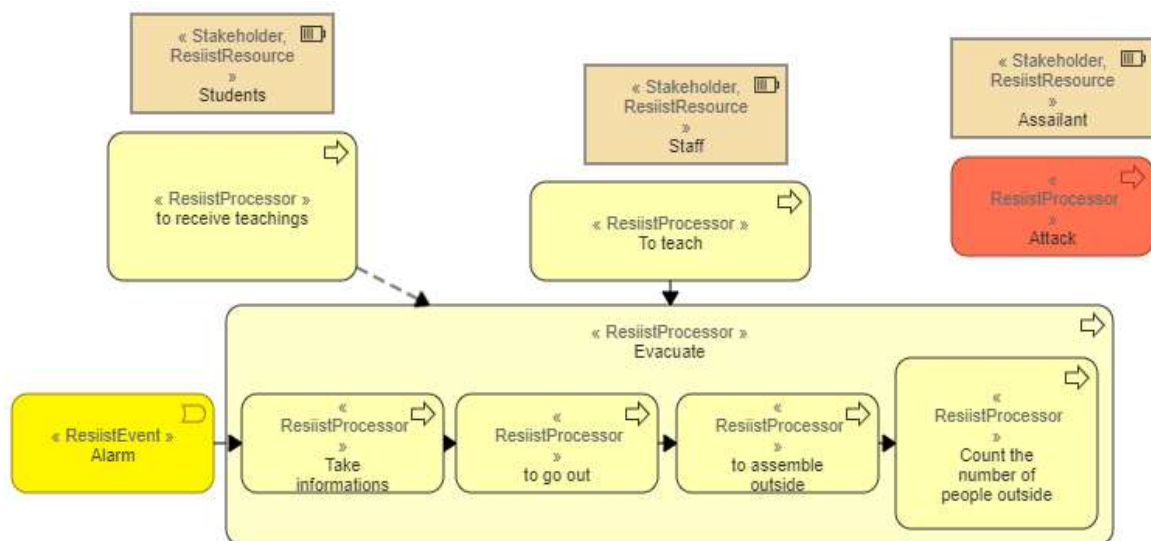 « Stakeholder,
ResiistResource
»
Students
« Stakeholder,
ResiistResource
»
Staff
« Stakeholder,
ResiistResource
»
Assailant
« ResiistProcessor »
to receive teachings
« ResiistProcessor »
To teach
«
ResiistProcessor
»
Attack
« ResiistProcessor »
Evacuate
« ResiistEvent »
Alarm
«
ResiistProcessor
»
Take
informations
«
ResiistProcessor
»
to go out
«
ResiistProcessor
»
to assemble
outside
«
ResiistProcessor
»
Count the
number of
people outside